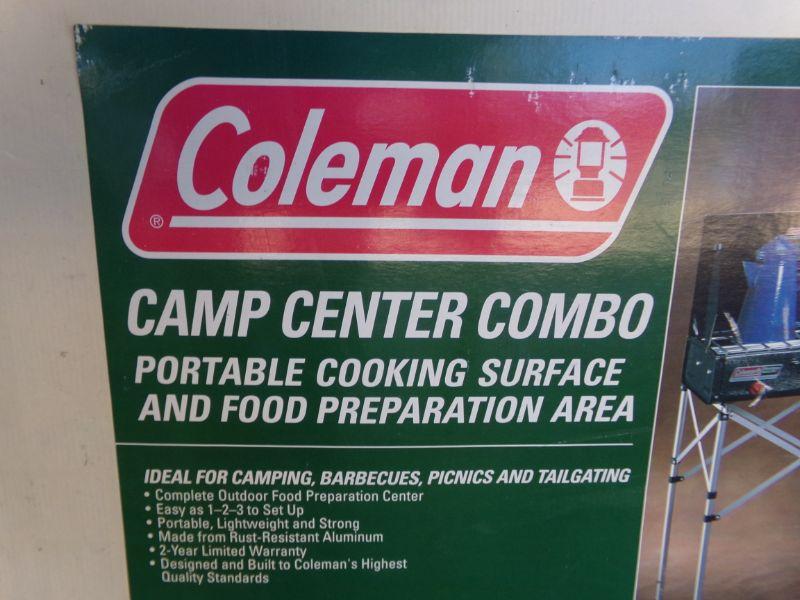 Coleman
®
CAMP CENTER COMBO
PORTABLE COOKING SURFACE
AND FOOD PREPARATION AREA
IDEAL FOR CAMPING, BARBECUES, PICNICS AND TAILGATING
• Complete Outdoor Food Preparation Center
• Easy as 1–2–3 to Set Up
• Portable, Lightweight and Strong
• Made from Rust-Resistant Aluminum
• 2-Year Limited Warranty
• Designed and Built to Coleman's Highest
Quality Standards
Coleman